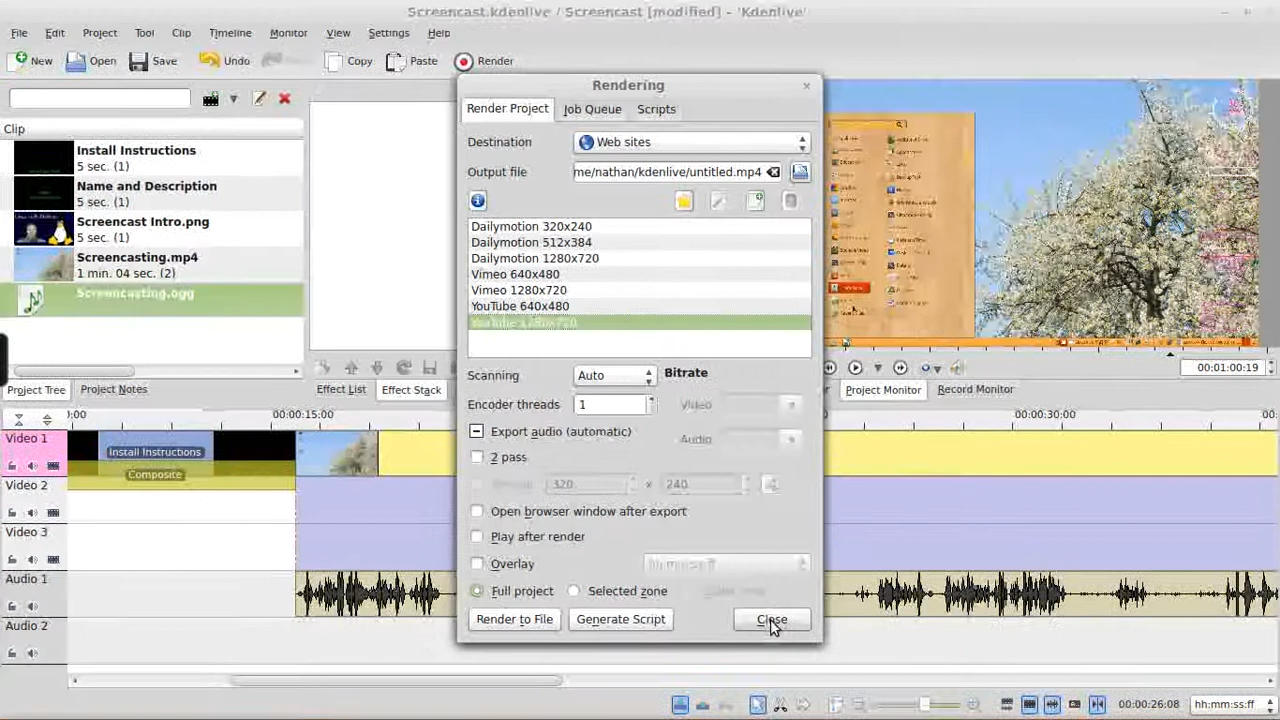 Screencast.kdenlive / Screencast [modified] - 'Kdenlive'
File Edit Project Tool Clip Timeline Monitor View Settings Help
New Open Save Undo Copy Paste Render
Rendering
Render Project Job Queue Scripts
Clip
Install Instructions
5 sec. (1)
Name and Description
5 sec. (1)
Screencast Intro.png
5 sec. (1)
Screencasting.mp4
1 min. 04 sec. (2)
Screencasting.ogg
Destination Web sites
Output file me/nathan/kdenlive/untitled.mp4
Dailymotion 320x240
Dailymotion 512x384
Dailymotion 1280x720
Vimeo 640x480
Vimeo 1280x720
YouTube 640x480
YouTube 1280x720
Scanning Auto Bitrate
Encoder threads 1 Video
Export audio (automatic) Audio
2 pass
320 x 240
Open browser window after export
Play after render
Overlay hh:mm:ss:ff
Full project Selected zone
Render to File Generate Script Close
00:01:00:19
Project Tree Project Notes Effect List Effect Stack Project Monitor Record Monitor
00:00:15:00 00:00:30:00
Video 1 Install Instructions
Composite
Video 2
Video 3
Audio 1
Audio 2
00:00:26:08 hh:mm:ss:ff